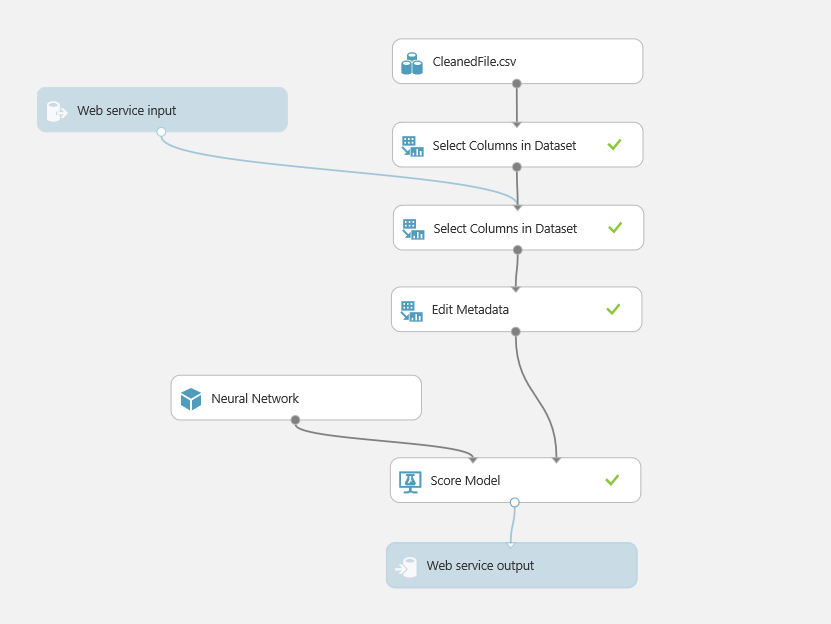 CleanedFile.csv
Web service input
Select Columns in Dataset
Select Columns in Dataset
Edit Metadata
Neural Network
Score Model
Web service output